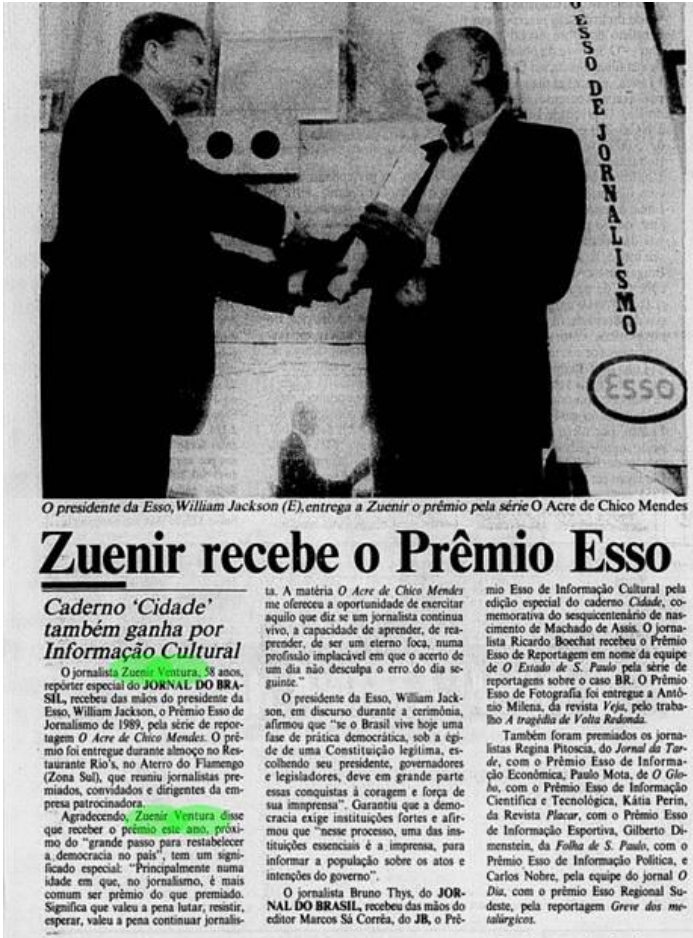 ESSO DE JORNALISMO
Esso
O presidente da Esso, William Jackson (E), entrega a Zuenir o prêmio pela série O Acre de Chico Mendes
Zuenir recebe o Prêmio Esso
Caderno 'Cidade'
também ganha por
Informação Cultural
O jornalista Zuenir Ventura, 58 anos,
repórter especial do JORNAL DO BRA-
SIL, recebeu das mãos do presidente da
Esso, William Jackson, o Prêmio Esso de
Jornalismo de 1989, pela série de repor-
tagem O Acre de Chico Mendes. O prê-
mio foi entregue durante almoço no Res-
taurante Rio's, no Aterro do Flamengo
(Zona Sul), que reuniu jornalistas pre-
miados, convidados e dirigentes da em-
presa patrocinadora.
Agradecendo, Zuenir Ventura disse
que receber o prêmio este ano, próxi-
mo do "grande passo para restabelecer
a democracia no país", tem um signi-
ficado especial: "Principalmente numa
idade em que, no jornalismo, é mais
comum ser prêmio do que premiado.
Significa que valeu a pena lutar, resistir,
esperar, valeu a pena continuar jornalis-
ta. A matéria O Acre de Chico Mendes
me ofereceu a oportunidade de exercitar
aquilo que diz se um jornalista continua
vivo, a capacidade de aprender, de rea-
prender, de ser um eterno foca, numa
profissão implacável em que o acerto de
um dia não desculpa o erro do dia se-
guinte."
O presidente da Esso, William Jack-
son, em discurso durante a cerimônia,
afirmou que "se o Brasil vive hoje uma
fase de prática democrática, sob a égi-
de de uma Constituição legítima, es-
colhendo seu presidente, governadores
e legisladores, deve em grande parte
essas conquistas à coragem e força de
sua imnprensa". Garantiu que a demo-
cracia exige instituições fortes e afir-
mou que "nesse processo, uma das ins-
tituições essenciais é a imprensa, para
informar a população sobre os atos e
intenções do governo".
O jornalista Bruno Thys, do JOR-
NAL DO BRASIL, recebeu das mãos do
editor Marcos Sá Corrêa, do JB, o Prê-
mio Esso de Informação Cultural pela
edição especial do caderno Cidade, co-
memorativa do sesquicentenário de nas-
cimento de Machado de Assis. O jorna-
lista Ricardo Boechat recebeu o Prêmio
Esso de Reportagem em nome da equipe
de O Estado de S. Paulo pela série de
reportagens sobre o caso BR. O Prêmio
Esso de Fotografia foi entregue a Antô-
nio Milena, da revista Veja, pelo traba-
lho A tragédia de Volta Redonda.
Também foram premiados os jorna-
listas Regina Pitoscia, do Jornal da Tar-
de, com o Prêmio Esso de Informa-
ção Econômica, Paulo Mota, de O Glo-
bo, com o Prêmio Esso de Informação
Científica e Tecnológica, Kátia Perin,
da Revista Placar, com o Prêmio Esso
de Informação Esportiva, Gilberto Di-
menstein, da Folha de S. Paulo, com o
Prêmio Esso de Informação Política, e
Carlos Nobre, pela equipe do jornal O
Dia, com o prêmio Esso Regional Su-
deste, pela reportagem Greve dos me-
talúrgicos.